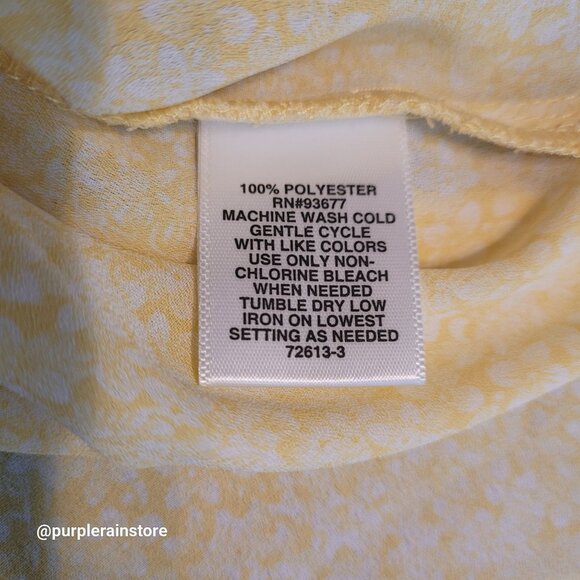 100% POLYESTER
RN#93677
MACHINE WASH COLD
GENTLE CYCLE
WITH LIKE COLORS
USE ONLY NON-
CHLORINE BLEACH
WHEN NEEDED
TUMBLE DRY LOW
IRON ON LOWEST
SETTING AS NEEDED
72613-3
@purplerainstore